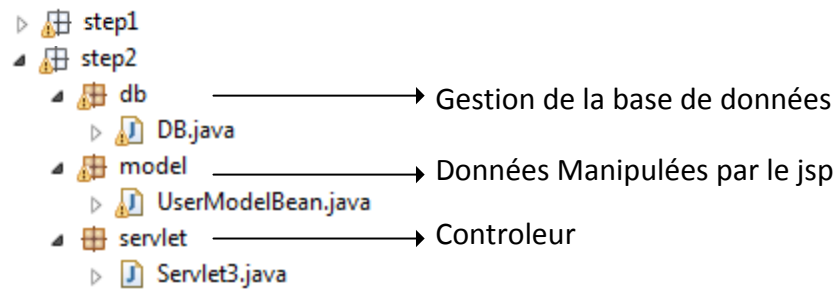 step1
step2
db
Gestion de la base de données
DB.java
model
Données Manipulées par le jsp
UserModelBean.java
servlet
Controleur
Servlet3.java